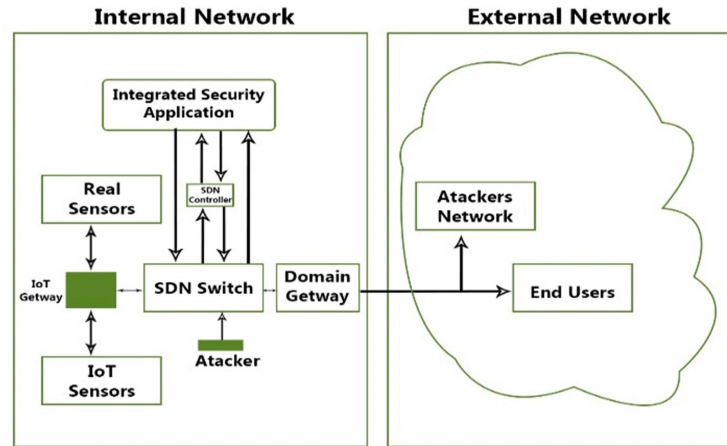 Internal Network
External Network
Integrated Security
Application
SDN
Controller
Real
Sensors
Atackers
Network
IoT
Getway
SDN Switch
Domain
Getway
End Users
Atacker
IoT
Sensors